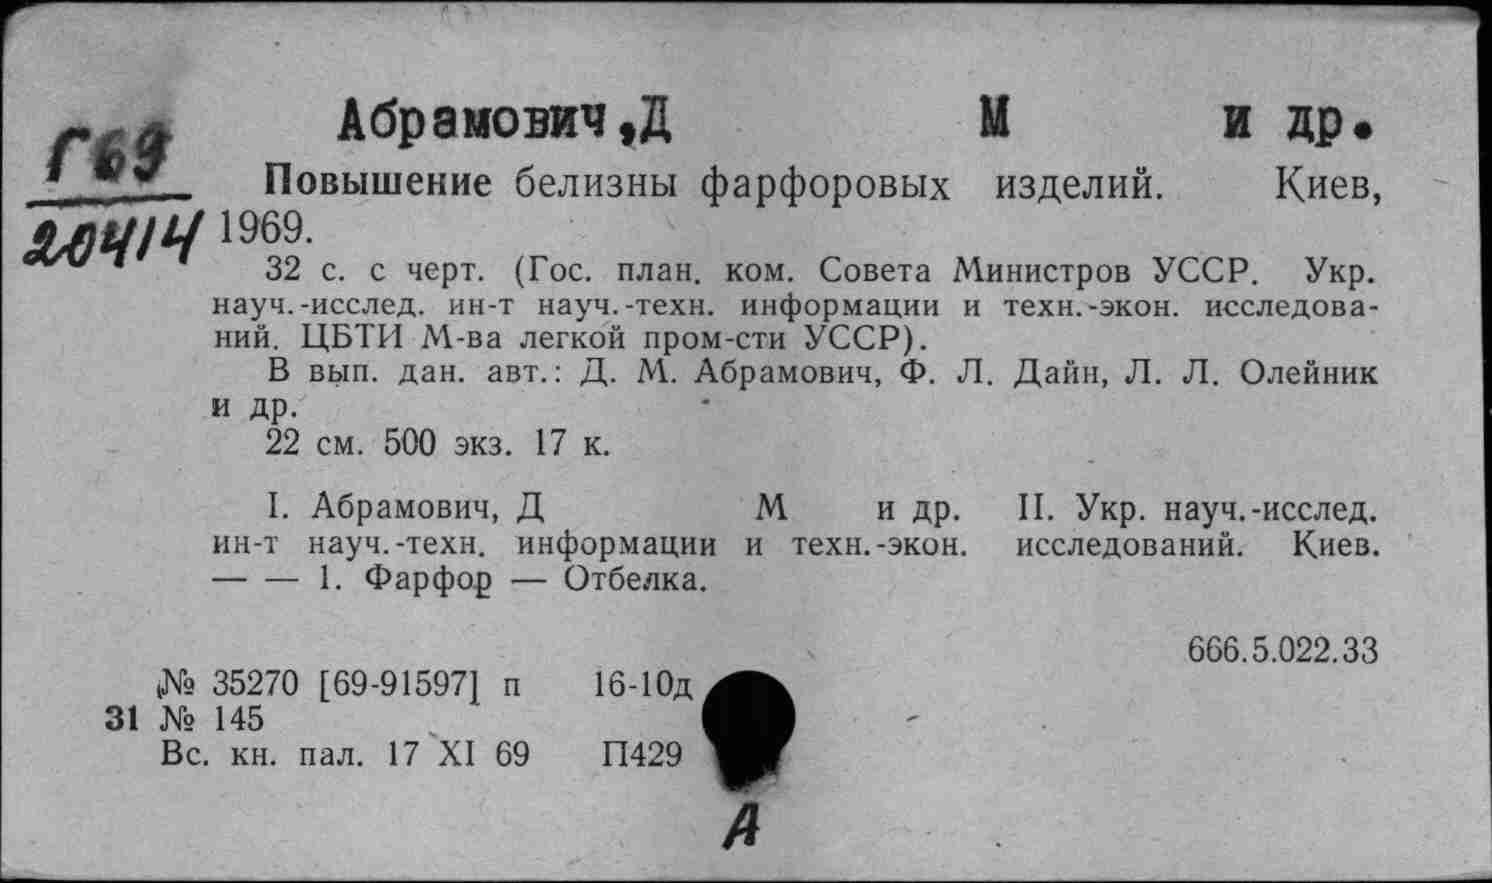 Абрамович,Д М и др.
Г69
20414
Повышение белизны фарфоровых изделий. Киев,
1969.
32 с. с черт. (Гос. план. ком. Совета Министров УССР. Укр.
науч.-исслед. ин-т науч.-техн. информации и техн.-экон. исследова-
ний. ЦБТИ М-ва легкой пром-сти УССР).
В вып. дан. авт.: Д. М. Абрамович, Ф. Л. Дайн, Л. Л. Олейник
и др.
22 см. 500 экз. 17 к.
I. Абрамович, Д М и др. II. Укр. науч.-исслед.
ин-т науч.-техн. информации и техн.-экон. исследований. Киев.
— — 1. Фарфор — Отбелка.
666.5.022.33
№ 35270 [69-91597] п 16-10д
31 № 145
Вс. кн. пал. 17 XI 69 П429
А